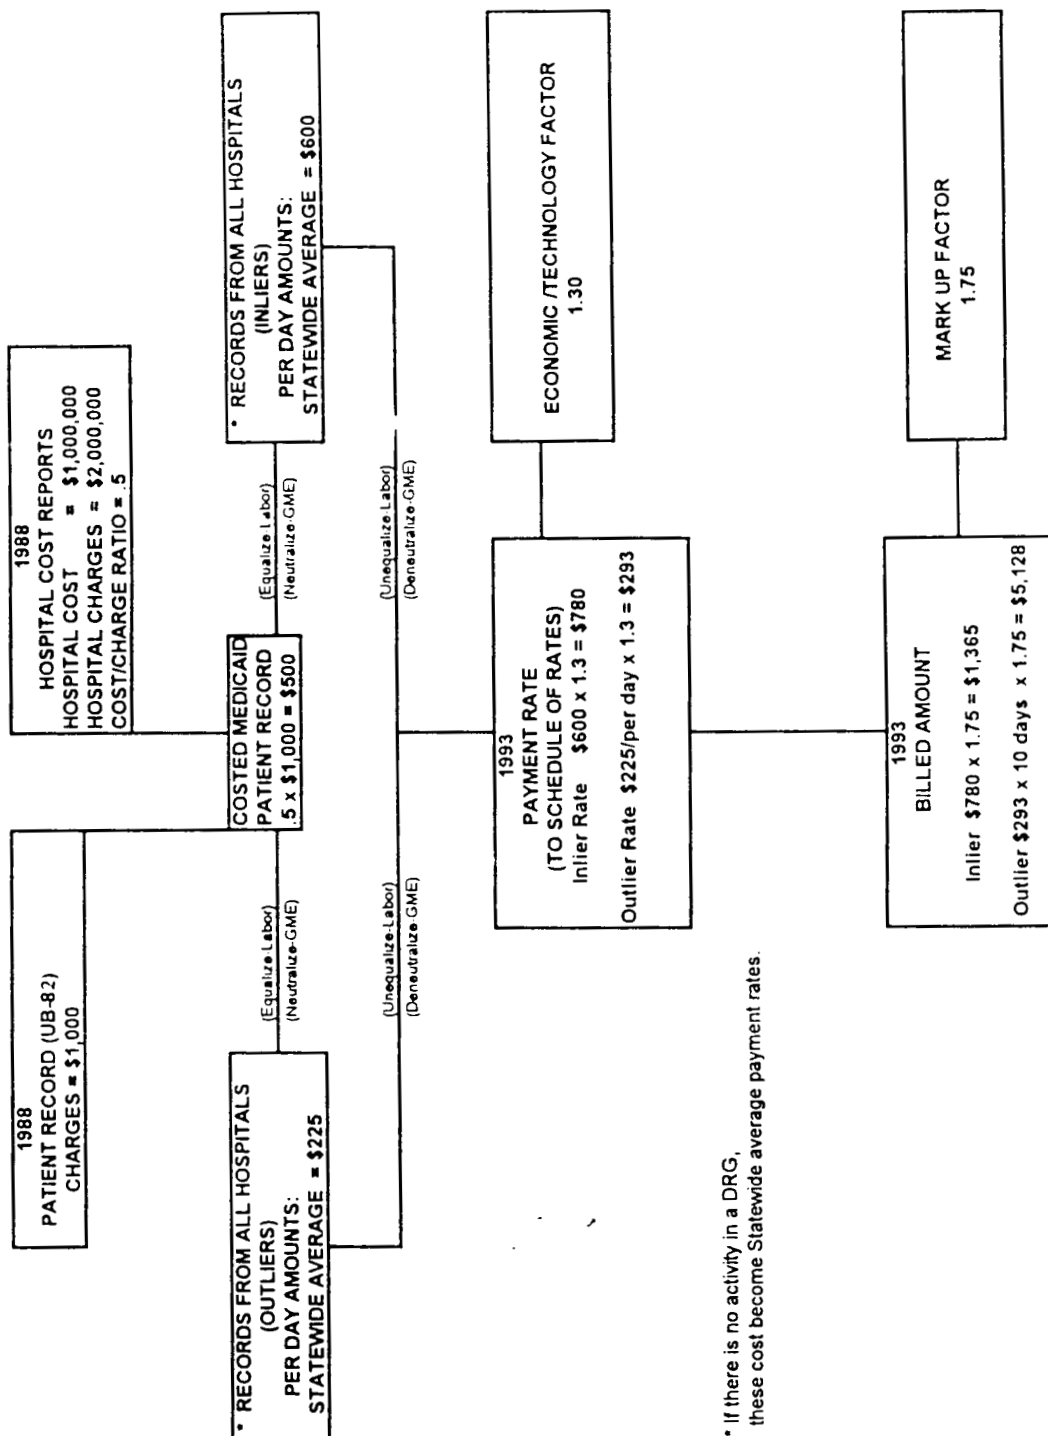 1988
PATIENT RECORD (UB-82)
CHARGES = $1,000
1988
HOSPITAL COST REPORTS
HOSPITAL COST = $1,000,000
HOSPITAL CHARGES = $2,000,000
COST/CHARGE RATIO = .5
* RECORDS FROM ALL HOSPITALS
(OUTLIERS)
PER DAY AMOUNTS:
STATEWIDE AVERAGE = $225
(Equalize-Labor)
(Neutralize-GME)
COSTED MEDICAID
PATIENT RECORD
.5 x $1,000 = $500
(Equalize-Labor)
(Neutralize-GME)
* RECORDS FROM ALL HOSPITALS
(INLIERS)
PER DAY AMOUNTS:
STATEWIDE AVERAGE = $600
(Unequalize-Labor)
(Deneutralize-GME)
(Unequalize-Labor)
(Deneutralize-GME)
1993
PAYMENT RATE
(TO SCHEDULE OF RATES)
Inlier Rate $600 x 1.3 = $780
Outlier Rate $225/per day x 1.3 = $293
ECONOMIC /TECHNOLOGY FACTOR
1.30
1993
BILLED AMOUNT
Inlier $780 x 1.75 = $1,365
Outlier $293 x 10 days x 1.75 = $5,128
MARK UP FACTOR
1.75
* If there is no activity in a DRG,
these cost become Statewide average payment rates.